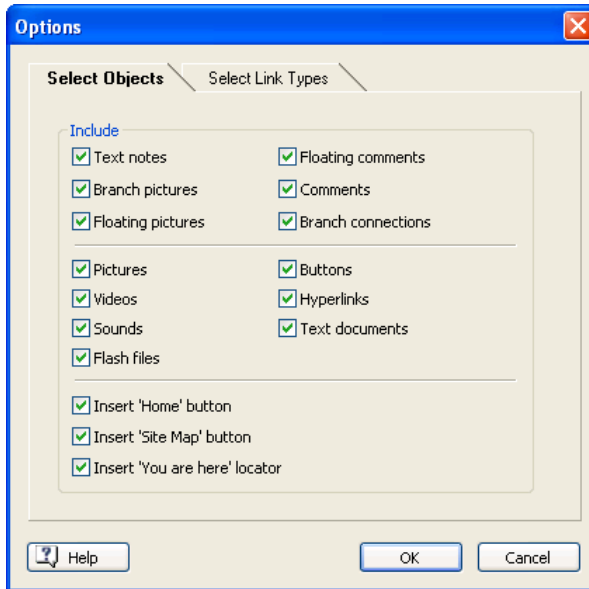 Options
Select Objects Select Link Types
Include
Text notes Floating comments
Branch pictures Comments
Floating pictures Branch connections
Pictures Buttons
Videos Hyperlinks
Sounds Text documents
Flash files
Insert 'Home' button
Insert 'Site Map' button
Insert 'You are here' locator
Help OK Cancel